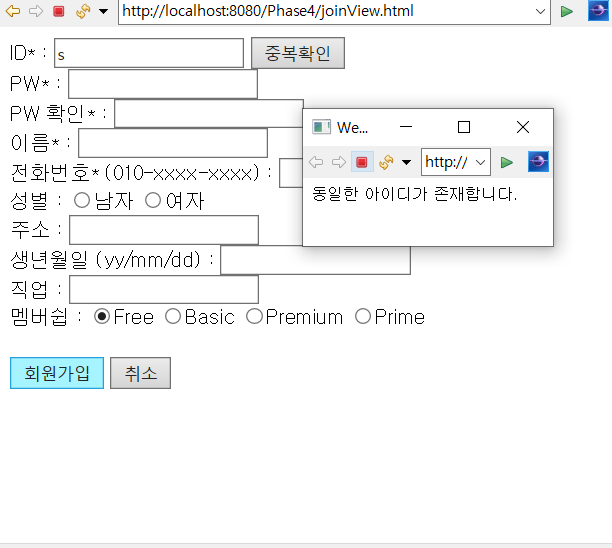 http://localhost:8080/Phase4/joinView.html
ID* : s 중복확인
PW* :
PW 확인* :
We...
이름* :
http://
전화번호* (010-xxxx-xxxx) :
동일한 아이디가 존재합니다.
성별 : 남자 여자
주소 :
생년월일 (yy/mm/dd) :
직업 :
멤버쉽 : Free Basic Premium Prime
회원가입 취소